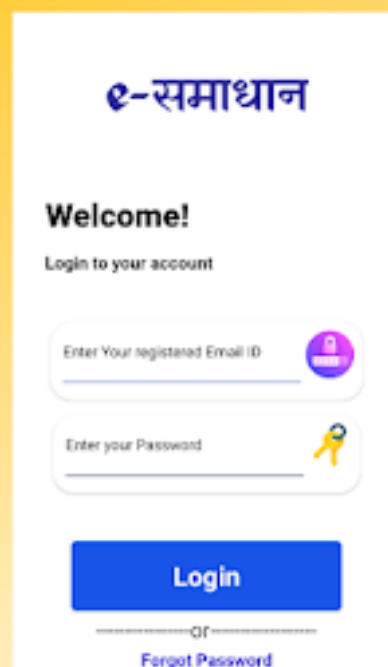 e-समाधान
Welcome!
Login to your account
Enter Your registered Email ID
Enter your Password
Login
-----------------or-------------------
Forgot Password